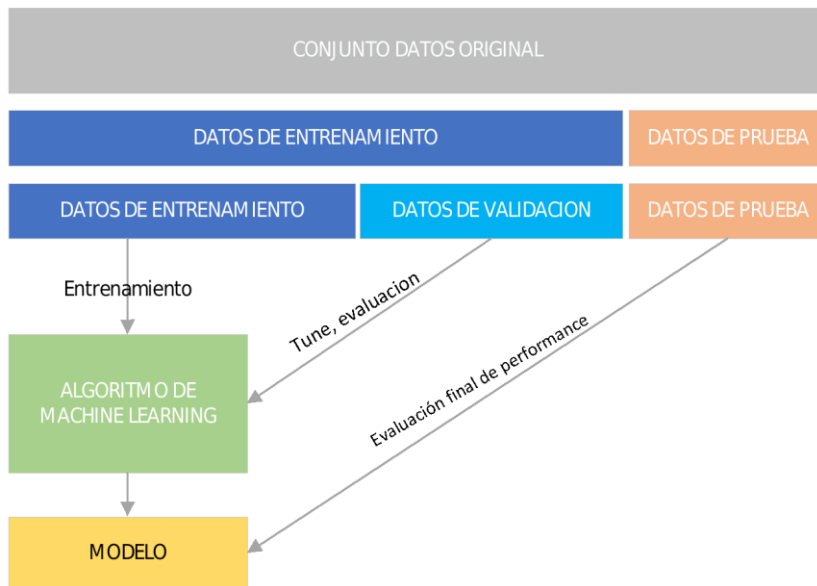 CONJUNTO DATOS ORIGINAL
DATOS DE ENTRENAMIENTO
DATOS DE PRUEBA
DATOS DE ENTRENAMIENTO
DATOS DE VALIDACION
DATOS DE PRUEBA
Entrenamiento
Tune, evaluacion
Evaluación final de performance
ALGORITMO DE
MACHINE LEARNING
MODELO